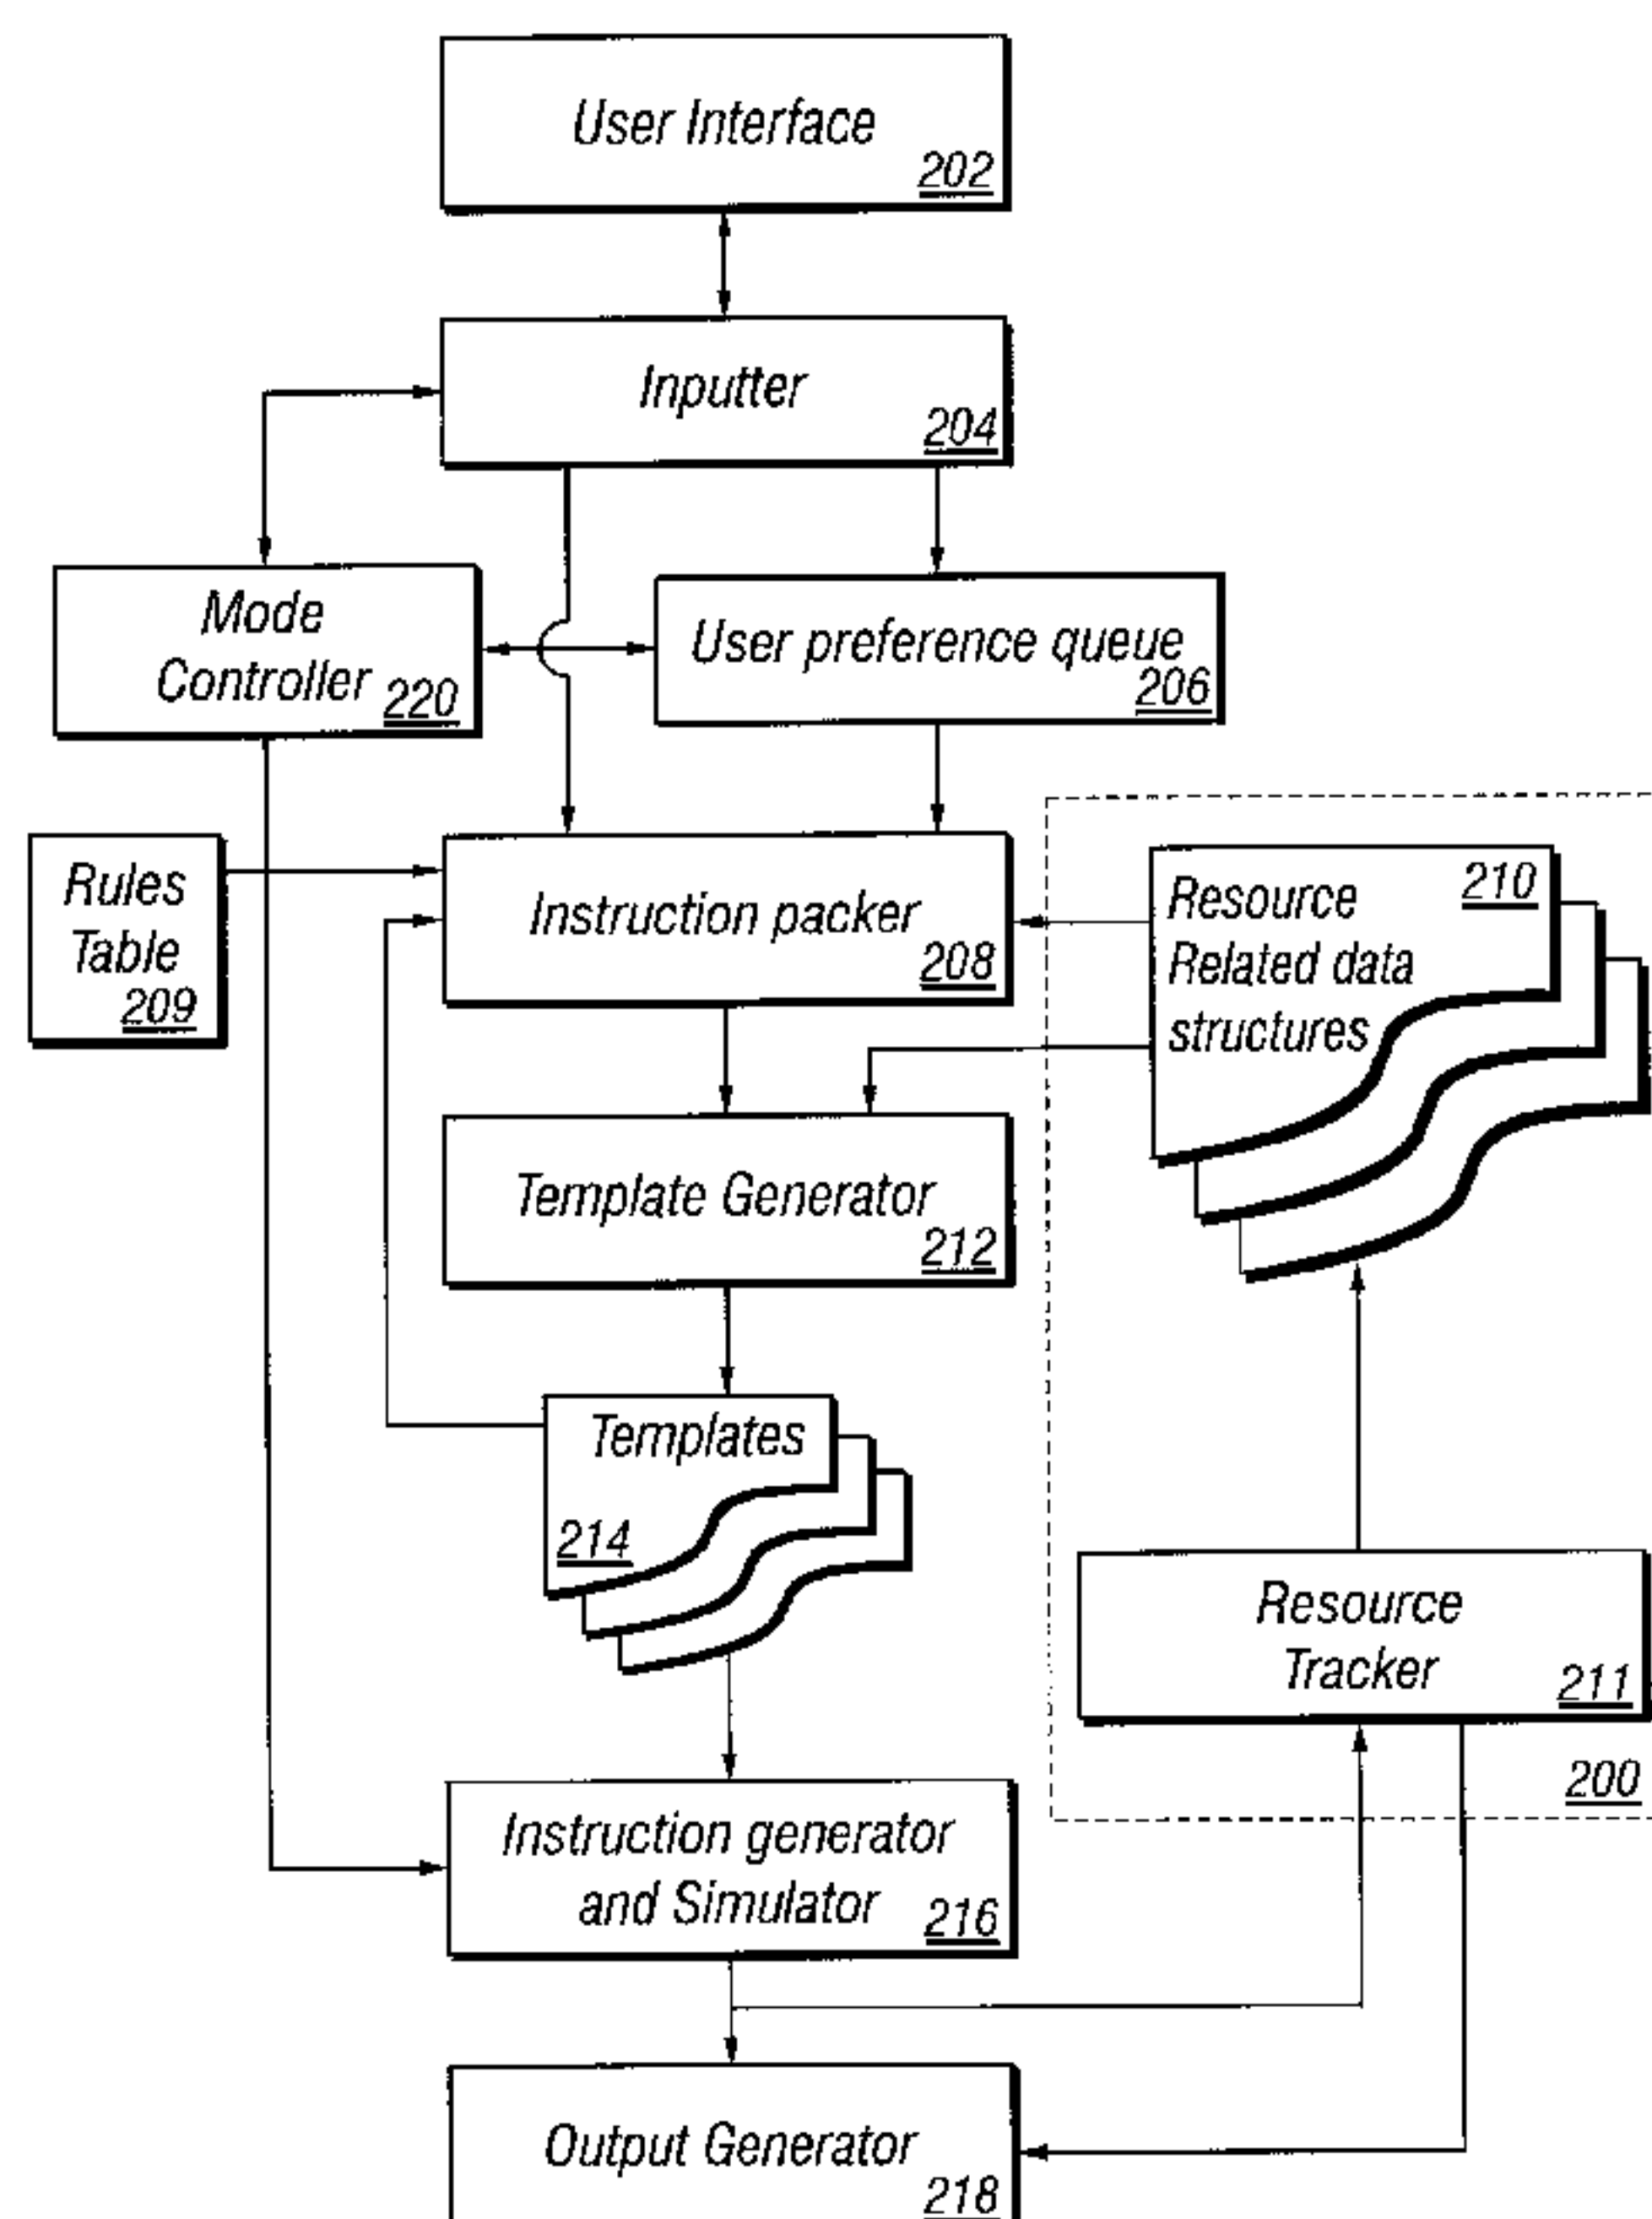 User Interface
202
Inputter
204
Mode
Controller 220
User preference queue
206
Rules
Table
209
Instruction packer
208
Resource 210
Related data
structures
Template Generator
212
Templates
214
Resource
Tracker 211
200
Instruction generator
and Simulator 216
Output Generator
218